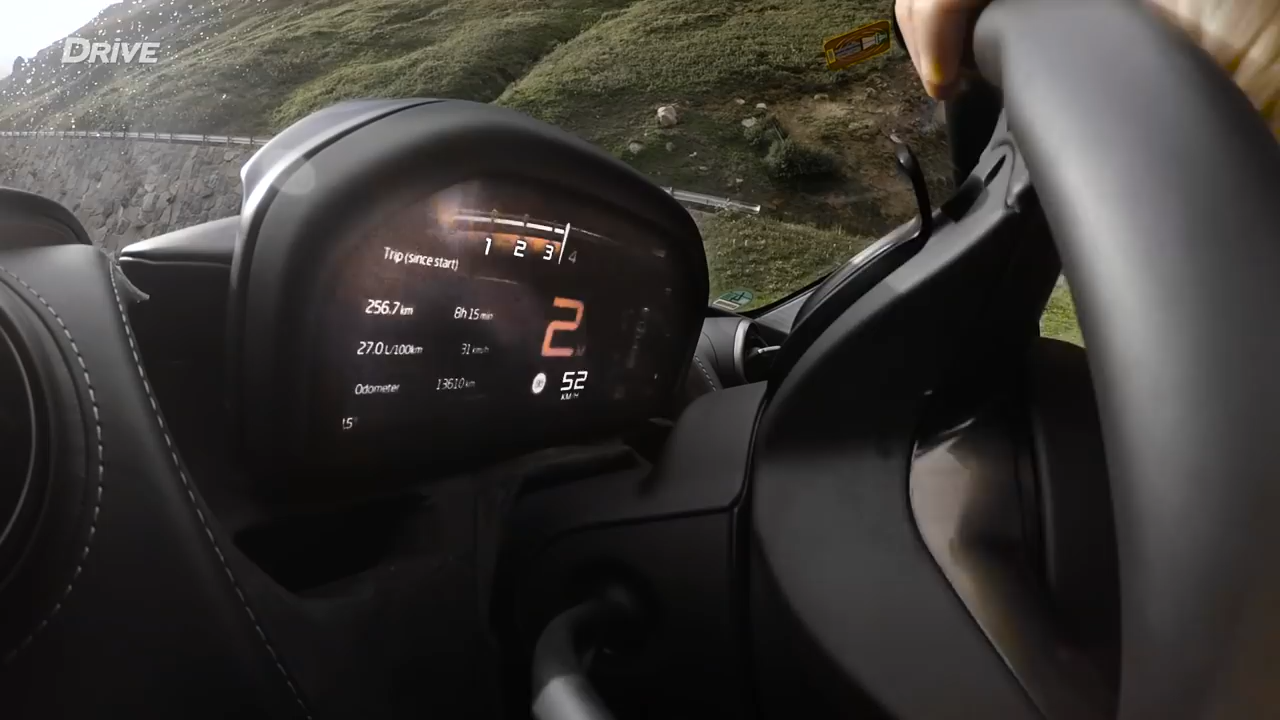 DRIVE
1 2 3 4
Trip (since start)
256.7 km 8h 15 min
27.0 L/100km 31 km/h
Odometer 13610 km
2
52
KM/H
15°